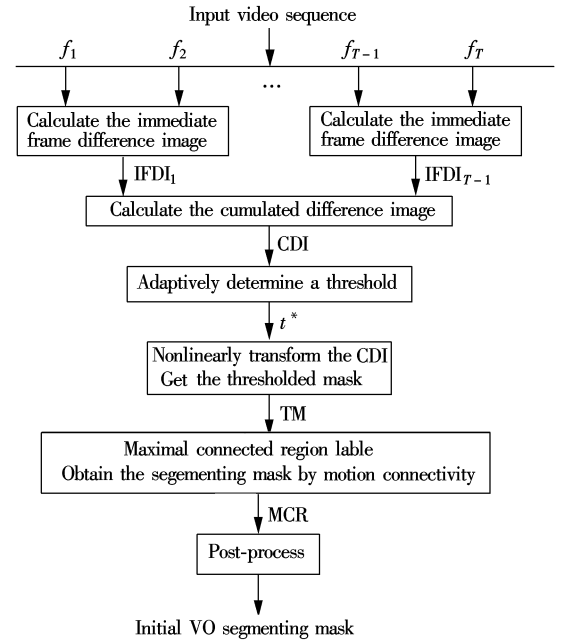 Input video sequence
f1 f2 fT−1 fT
...
Calculate the immediate
frame difference image
Calculate the immediate
frame difference image
IFDI1 IFDIT−1
Calculate the cumulated difference image
CDI
Adaptively determine a threshold
t*
Nonlinearly transform the CDI
Get the thresholded mask
TM
Maximal connected region lable
Obtain the segementing mask by motion connectivity
MCR
Post-process
Initial VO segmenting mask